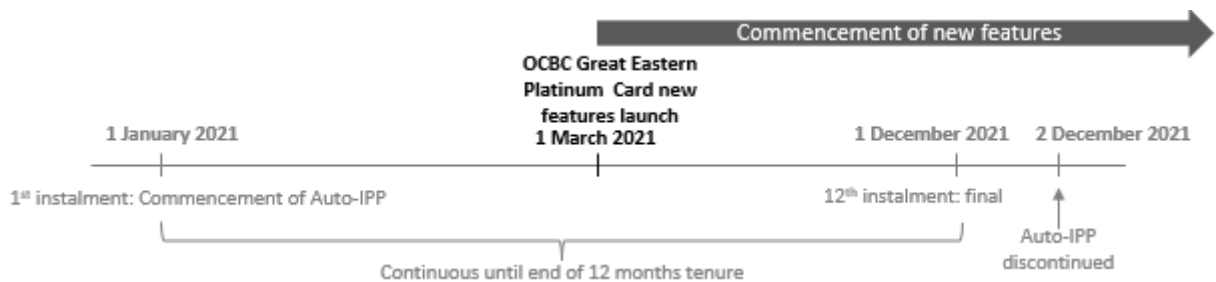 Commencement of new features
OCBC Great Eastern
Platinum Card new
features launch
1 January 2021
1 March 2021
1 December 2021
2 December 2021
1st instalment: Commencement of Auto-IPP
12th instalment: final
Auto-IPP
discontinued
Continuous until end of 12 months tenure